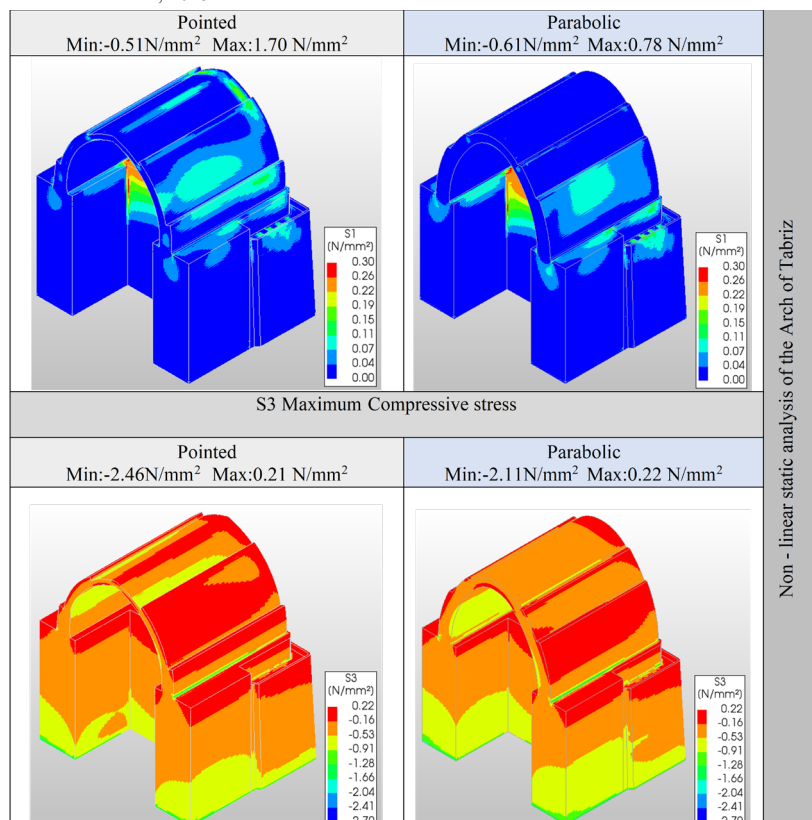 Pointed
Min:-0.51N/mm² Max:1.70 N/mm²
Parabolic
Min:-0.61N/mm² Max:0.78 N/mm²
S1
(N/mm²)
0.30
0.26
0.22
0.19
0.15
0.11
0.07
0.04
0.00
S1
(N/mm²)
0.30
0.26
0.22
0.19
0.15
0.11
0.07
0.04
0.00
S3 Maximum Compressive stress
Pointed
Min:-2.46N/mm² Max:0.21 N/mm²
Parabolic
Min:-2.11N/mm² Max:0.22 N/mm²
S3
(N/mm²)
0.22
-0.16
-0.53
-0.91
-1.28
-1.66
-2.04
-2.41
S3
(N/mm²)
0.22
-0.16
-0.53
-0.91
-1.28
-1.66
-2.04
-2.41
Non - linear static analysis of the Arch of Tabriz